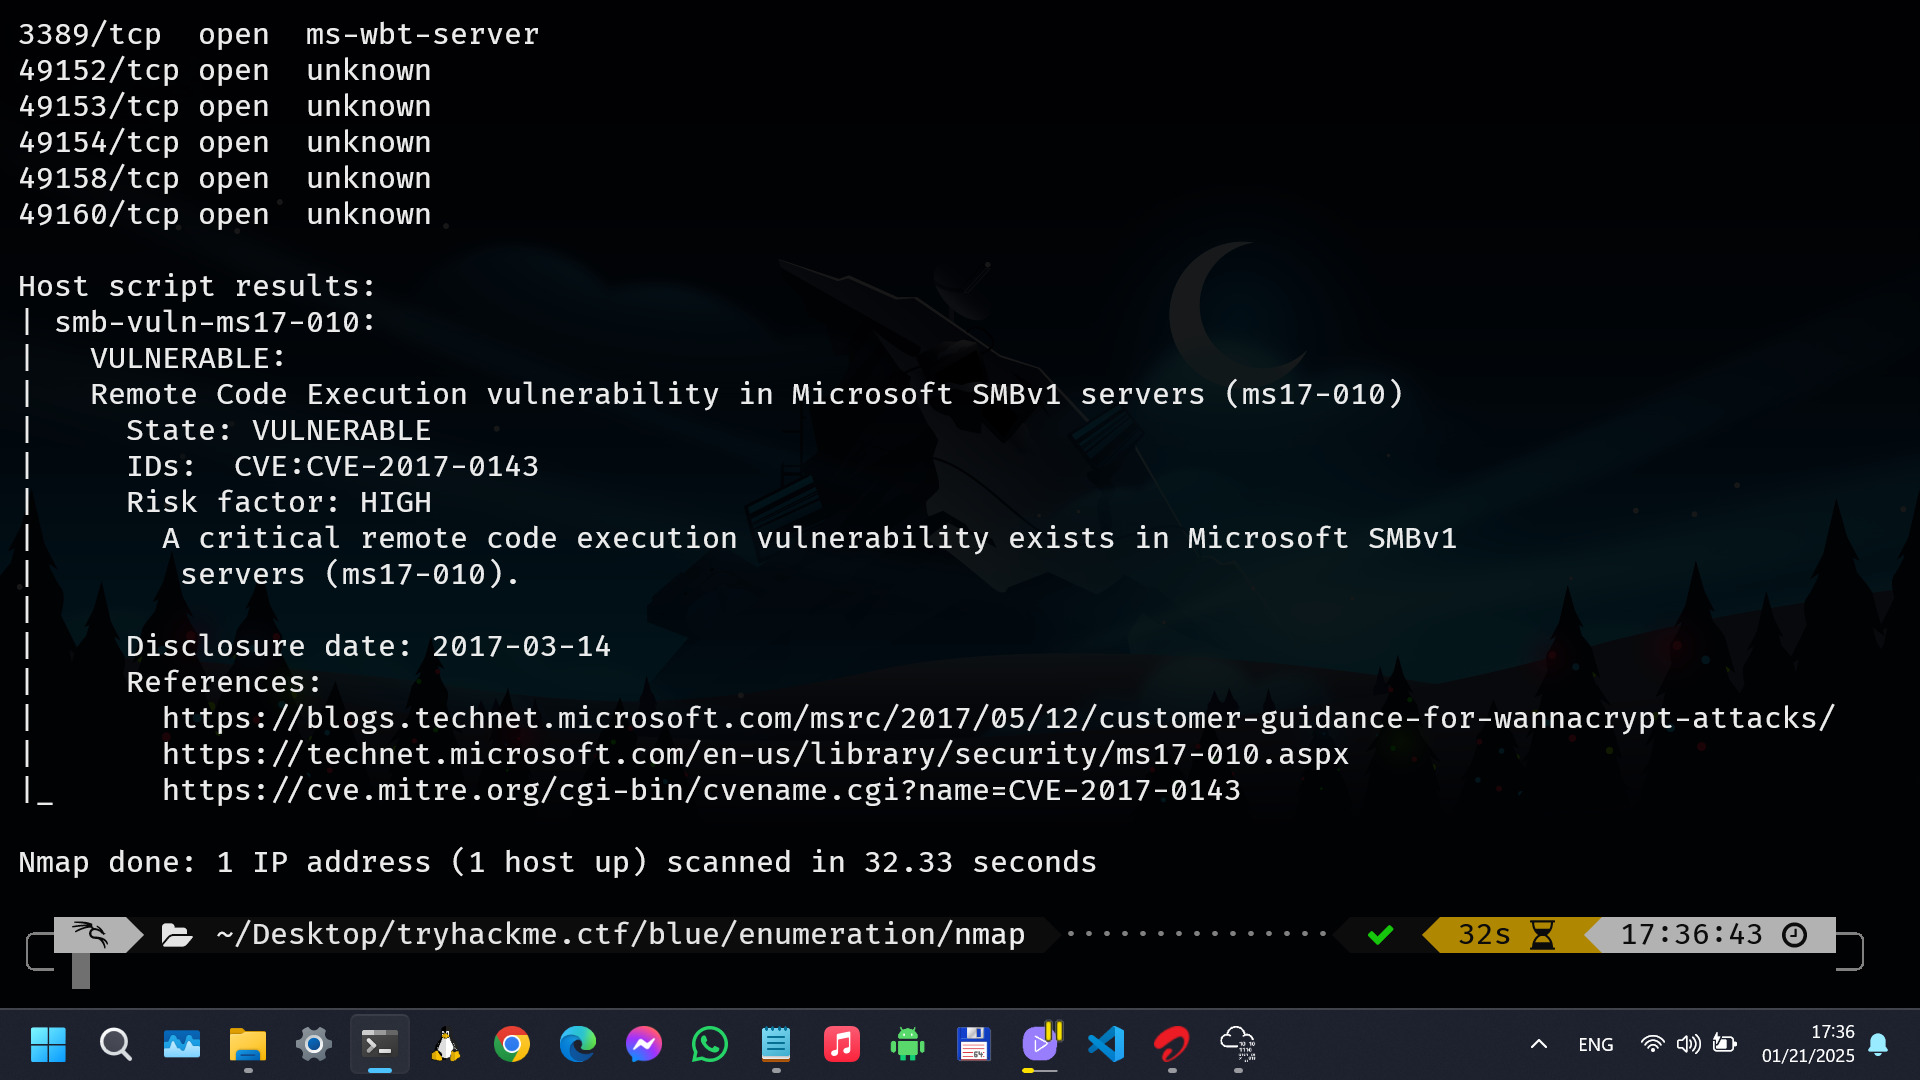 3389/tcp  open  ms-wbt-server
49152/tcp open  unknown
49153/tcp open  unknown
49154/tcp open  unknown
49158/tcp open  unknown
49160/tcp open  unknown
Host script results:
| smb-vuln-ms17-010:
|   VULNERABLE:
|   Remote Code Execution vulnerability in Microsoft SMBv1 servers (ms17-010)
|     State: VULNERABLE
|     IDs:  CVE:CVE-2017-0143
|     Risk factor: HIGH
|       A critical remote code execution vulnerability exists in Microsoft SMBv1
|        servers (ms17-010).
|
|     Disclosure date: 2017-03-14
|     References:
|       https://blogs.technet.microsoft.com/msrc/2017/05/12/customer-guidance-for-wannacrypt-attacks/
|       https://technet.microsoft.com/en-us/library/security/ms17-010.aspx
|_      https://cve.mitre.org/cgi-bin/cvename.cgi?name=CVE-2017-0143
Nmap done: 1 IP address (1 host up) scanned in 32.33 seconds
~/Desktop/tryhackme.ctf/blue/enumeration/nmap 32s 17:36:43
ENG 17:36
01/21/2025